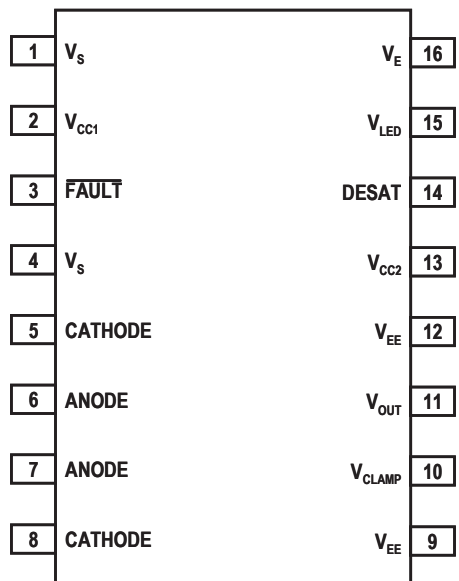 1 V_S V_E 16
2 V_CC1 V_LED 15
3 F̅A̅U̅L̅T̅ DESAT 14
4 V_S V_CC2 13
5 CATHODE V_EE 12
6 ANODE V_OUT 11
7 ANODE V_CLAMP 10
8 CATHODE V_EE 9